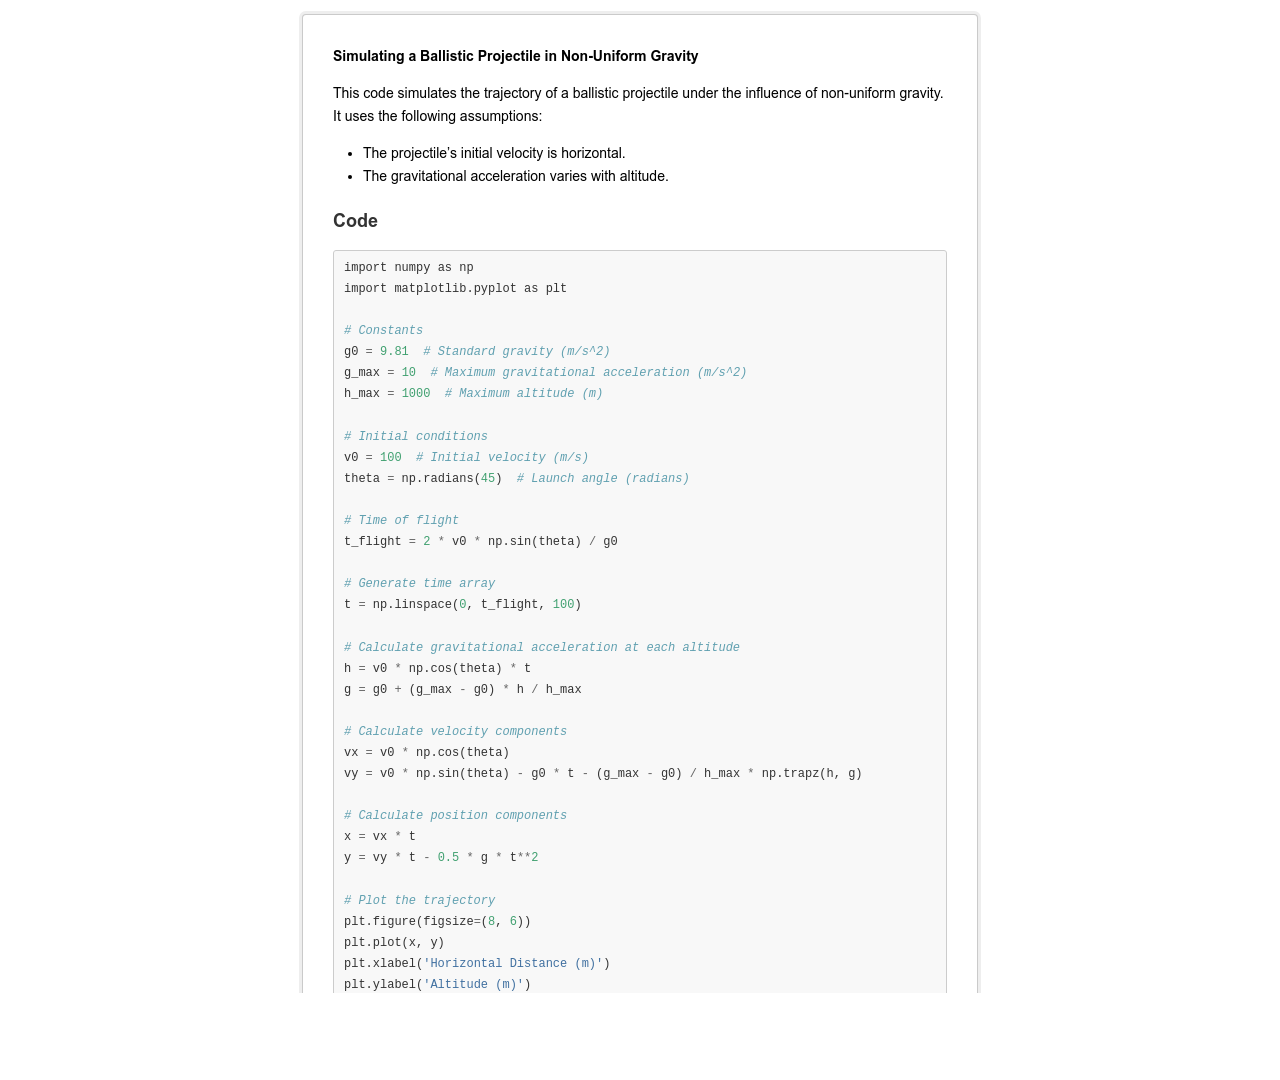 Simulating a Ballistic Projectile in Non-Uniform Gravity
This code simulates the trajectory of a ballistic projectile under the influence of non-uniform gravity.
It uses the following assumptions:
• The projectile’s initial velocity is horizontal.
• The gravitational acceleration varies with altitude.
Code
import numpy as np
import matplotlib.pyplot as plt
# Constants
g0 = 9.81  # Standard gravity (m/s^2)
g_max = 10  # Maximum gravitational acceleration (m/s^2)
h_max = 1000  # Maximum altitude (m)
# Initial conditions
v0 = 100  # Initial velocity (m/s)
theta = np.radians(45)  # Launch angle (radians)
# Time of flight
t_flight = 2 * v0 * np.sin(theta) / g0
# Generate time array
t = np.linspace(0, t_flight, 100)
# Calculate gravitational acceleration at each altitude
h = v0 * np.cos(theta) * t
g = g0 + (g_max - g0) * h / h_max
# Calculate velocity components
vx = v0 * np.cos(theta)
vy = v0 * np.sin(theta) - g0 * t - (g_max - g0) / h_max * np.trapz(h, g)
# Calculate position components
x = vx * t
y = vy * t - 0.5 * g * t**2
# Plot the trajectory
plt.figure(figsize=(8, 6))
plt.plot(x, y)
plt.xlabel('Horizontal Distance (m)')
plt.ylabel('Altitude (m)')